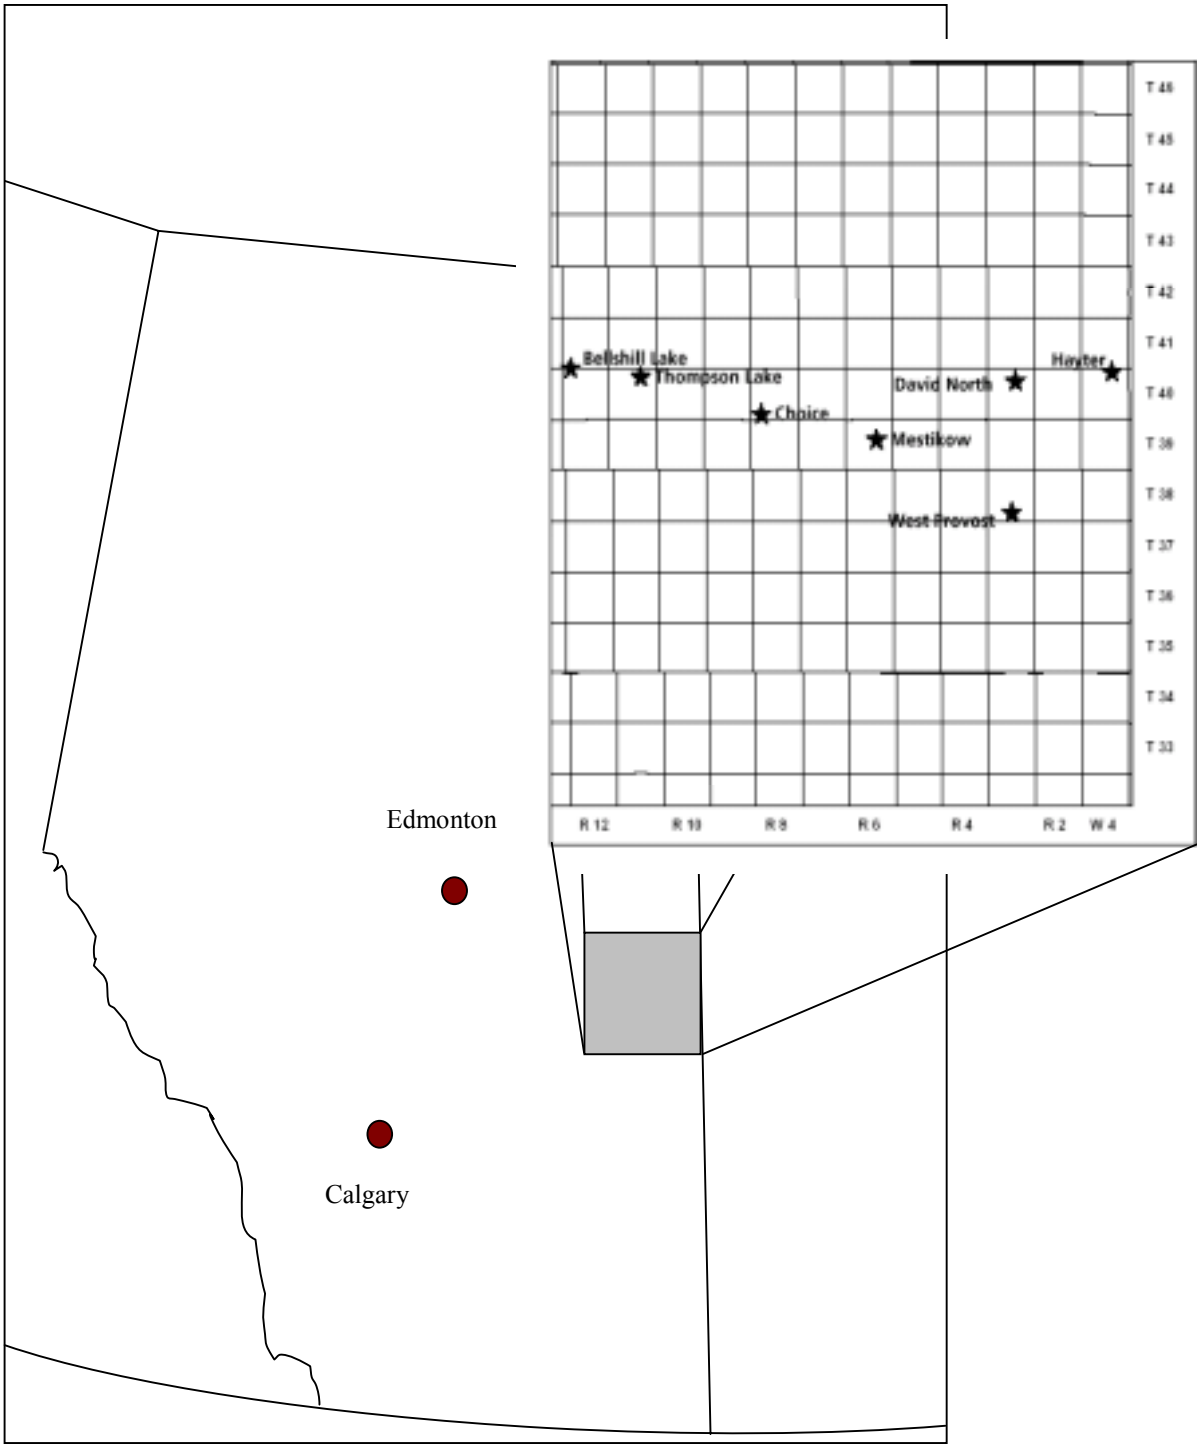 T 46
T 45
T 44
T 43
T 42
T 41
Bellshill Lake
Hayter
Thompson Lake
David North
T 40
Choice
Mestikow
T 39
T 38
West Provost
T 37
T 36
T 35
T 34
T 33
R 12 R 10 R 8 R 6 R 4 R 2 W 4
Edmonton
Calgary